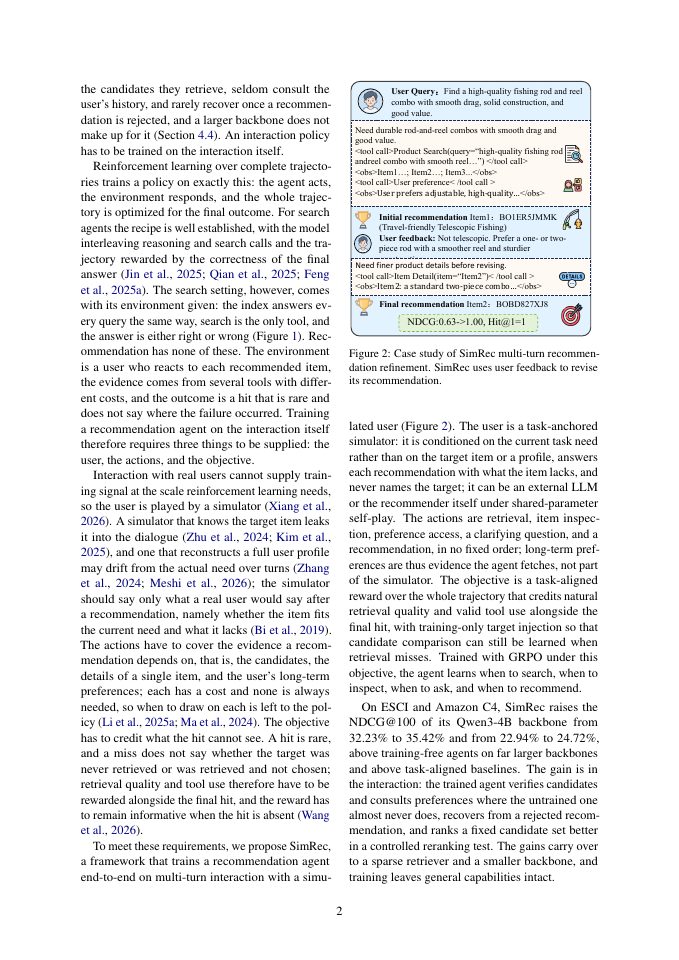 the candidates they retrieve, seldom consult the
user's history, and rarely recover once a recommen-
dation is rejected, and a larger backbone does not
make up for it (Section 4.4). An interaction policy
has to be trained on the interaction itself.
Reinforcement learning over complete trajecto-
ries trains a policy on exactly this: the agent acts,
the environment responds, and the whole trajec-
tory is optimized for the final outcome. For search
agents the recipe is well established, with the model
interleaving reasoning and search calls and the tra-
jectory rewarded by the correctness of the final
answer (Jin et al., 2025; Qian et al., 2025; Feng
et al., 2025a). The search setting, however, comes
with its environment given: the index answers ev-
ery query the same way, search is the only tool, and
the answer is either right or wrong (Figure 1). Rec-
ommendation has none of these. The environment
is a user who reacts to each recommended item,
the evidence comes from several tools with differ-
ent costs, and the outcome is a hit that is rare and
does not say where the failure occurred. Training
a recommendation agent on the interaction itself
therefore requires three things to be supplied: the
user, the actions, and the objective.
Interaction with real users cannot supply train-
ing signal at the scale reinforcement learning needs,
so the user is played by a simulator (Xiang et al.,
2026). A simulator that knows the target item leaks
it into the dialogue (Zhu et al., 2024; Kim et al.,
2025), and one that reconstructs a full user profile
may drift from the actual need over turns (Zhang
et al., 2024; Meshi et al., 2026); the simulator
should say only what a real user would say after
a recommendation, namely whether the item fits
the current need and what it lacks (Bi et al., 2019).
The actions have to cover the evidence a recom-
mendation depends on, that is, the candidates, the
details of a single item, and the user's long-term
preferences; each has a cost and none is always
needed, so when to draw on each is left to the pol-
icy (Li et al., 2025a; Ma et al., 2024). The objective
has to credit what the hit cannot see. A hit is rare,
and a miss does not say whether the target was
never retrieved or was retrieved and not chosen;
retrieval quality and tool use therefore have to be
rewarded alongside the final hit, and the reward has
to remain informative when the hit is absent (Wang
et al., 2026).
To meet these requirements, we propose SimRec,
a framework that trains a recommendation agent
end-to-end on multi-turn interaction with a simu-
User Query： Find a high-quality fishing rod and reel
combo with smooth drag, solid construction, and
good value.
Need durable rod-and-reel combos with smooth drag and
good value.
<tool call>Product Search(query="high-quality fishing rod
andreel combo with smooth reel…") </tool call>
<obs>Item1…; Item2…; Item3...</obs>
<tool call>User preference< /tool call >
<obs>User prefers adjustable, high-quality...</obs>
Initial recommendation Item1： BO1ER5JMMK
(Travel-friendly Telescopic Fishing)
User feedback: Not telescopic. Prefer a one- or two-
piece rod with a smoother reel and sturdier
Need finer product details before revising.
<tool call>Item Detail(item="Item2")< /tool call >
<obs>Item2: a standard two-piece combo...</obs>
DETAILS
Final recommendation Item2： BOBD827XJ8
NDCG:0.63->1.00, Hit@1=1
Figure 2: Case study of SimRec multi-turn recommen-
dation refinement. SimRec uses user feedback to revise
its recommendation.
lated user (Figure 2). The user is a task-anchored
simulator: it is conditioned on the current task need
rather than on the target item or a profile, answers
each recommendation with what the item lacks, and
never names the target; it can be an external LLM
or the recommender itself under shared-parameter
self-play. The actions are retrieval, item inspec-
tion, preference access, a clarifying question, and a
recommendation, in no fixed order; long-term pref-
erences are thus evidence the agent fetches, not part
of the simulator. The objective is a task-aligned
reward over the whole trajectory that credits natural
retrieval quality and valid tool use alongside the
final hit, with training-only target injection so that
candidate comparison can still be learned when
retrieval misses. Trained with GRPO under this
objective, the agent learns when to search, when to
inspect, when to ask, and when to recommend.
On ESCI and Amazon C4, SimRec raises the
NDCG@100 of its Qwen3-4B backbone from
32.23% to 35.42% and from 22.94% to 24.72%,
above training-free agents on far larger backbones
and above task-aligned baselines. The gain is in
the interaction: the trained agent verifies candidates
and consults preferences where the untrained one
almost never does, recovers from a rejected recom-
mendation, and ranks a fixed candidate set better
in a controlled reranking test. The gains carry over
to a sparse retriever and a smaller backbone, and
training leaves general capabilities intact.
2